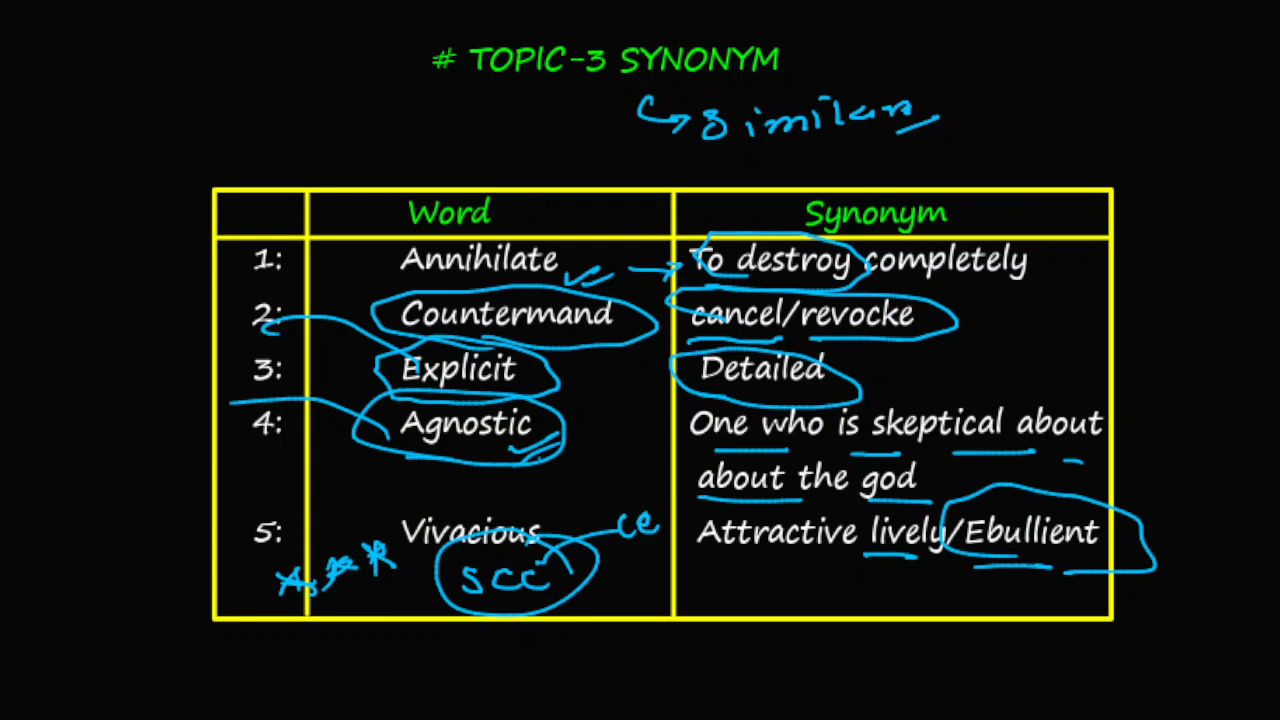 # TOPIC-3 SYNONYM
Similar
Word Synonym
1: Annihilate To destroy completely
2: Countermand cancel/revocke
3: Explicit Detailed
4: Agnostic One who is skeptical about
about the god
5: Vivacious Attractive lively/Ebullient
CE
SCC